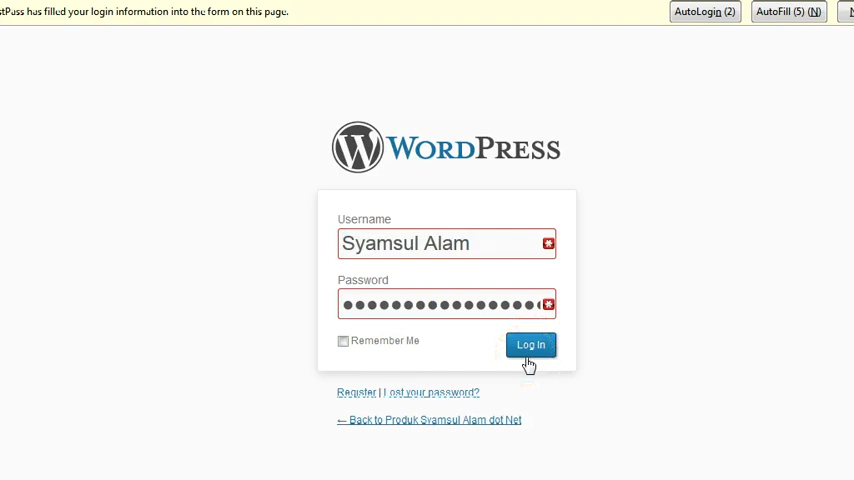 stPass has filled your login information into the form on this page.
AutoLogin (2)
AutoFill (5) (N)
N
WORDPRESS
Username
Syamsul Alam
Password
Remember Me
Log In
Register | Lost your password?
← Back to Produk Syamsul Alam dot Net